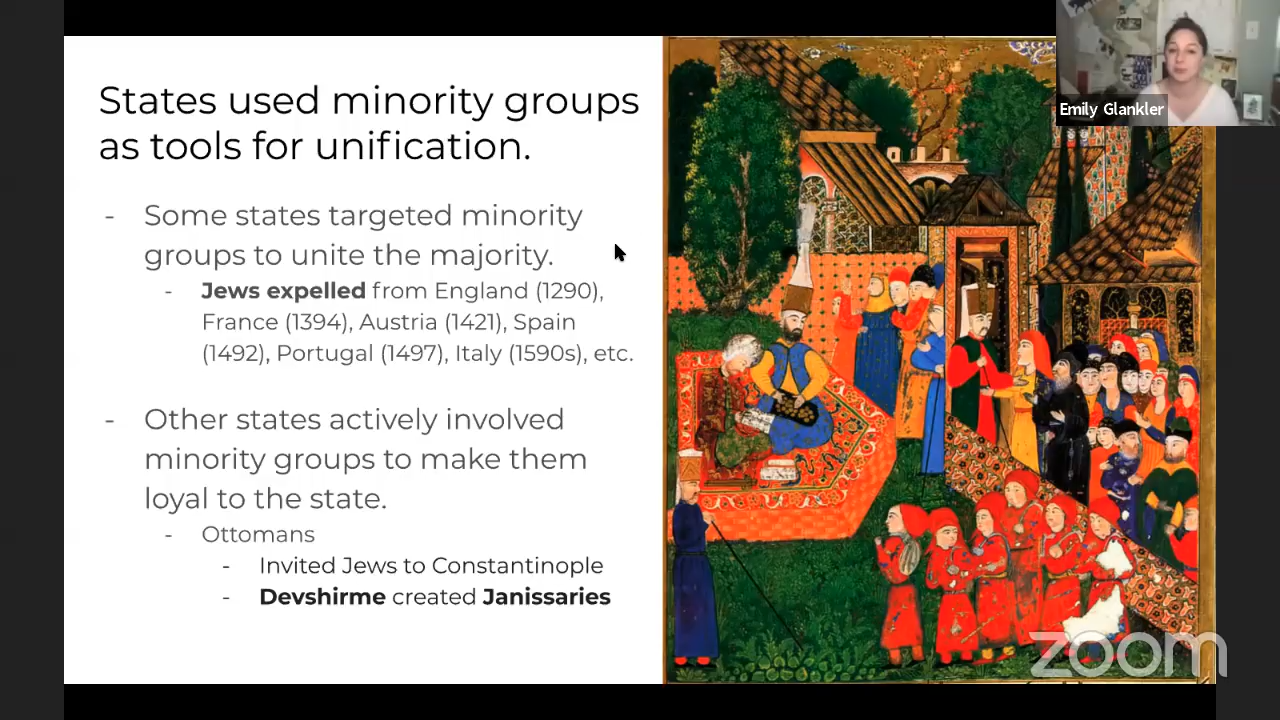 States used minority groups
as tools for unification.
- Some states targeted minority
groups to unite the majority.
- Jews expelled from England (1290),
France (1394), Austria (1421), Spain
(1492), Portugal (1497), Italy (1590s), etc.
- Other states actively involved
minority groups to make them
loyal to the state.
- Ottomans
- Invited Jews to Constantinople
- Devshirme created Janissaries
Emily Glankler
zoom